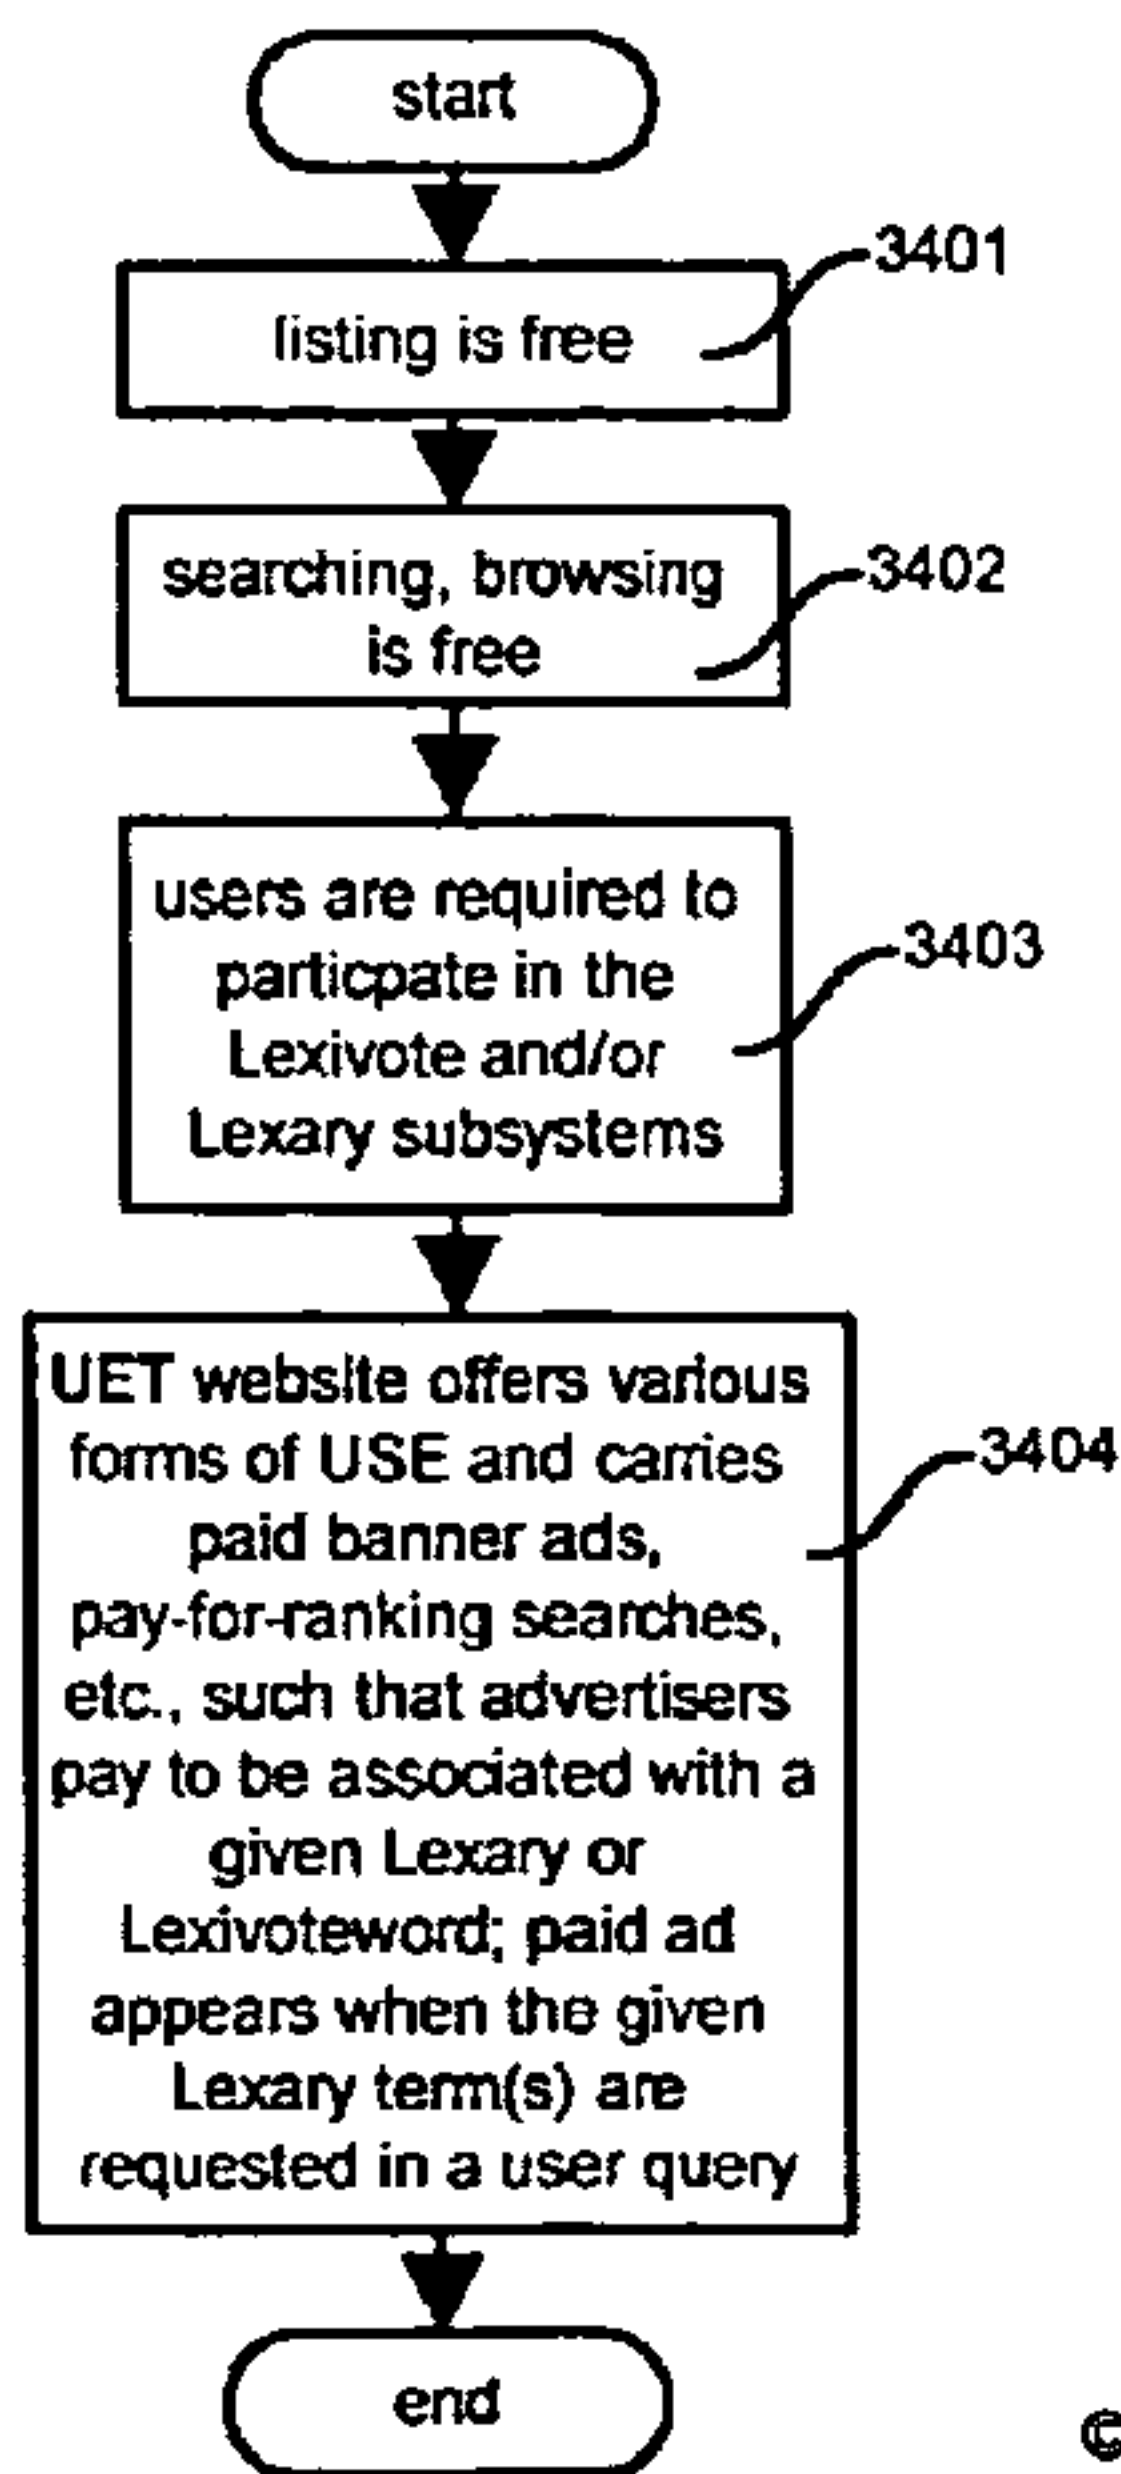 start
3401
listing is free
searching, browsing
is free
3402
users are required to
particpate in the
Lexivote and/or
Lexary subsystems
3403
UET website offers various
forms of USE and carries
paid banner ads,
pay-for-ranking searches,
etc., such that advertisers
pay to be associated with a
given Lexary or
Lexivoteword; paid ad
appears when the given
Lexary term(s) are
requested in a user query
3404
end
©